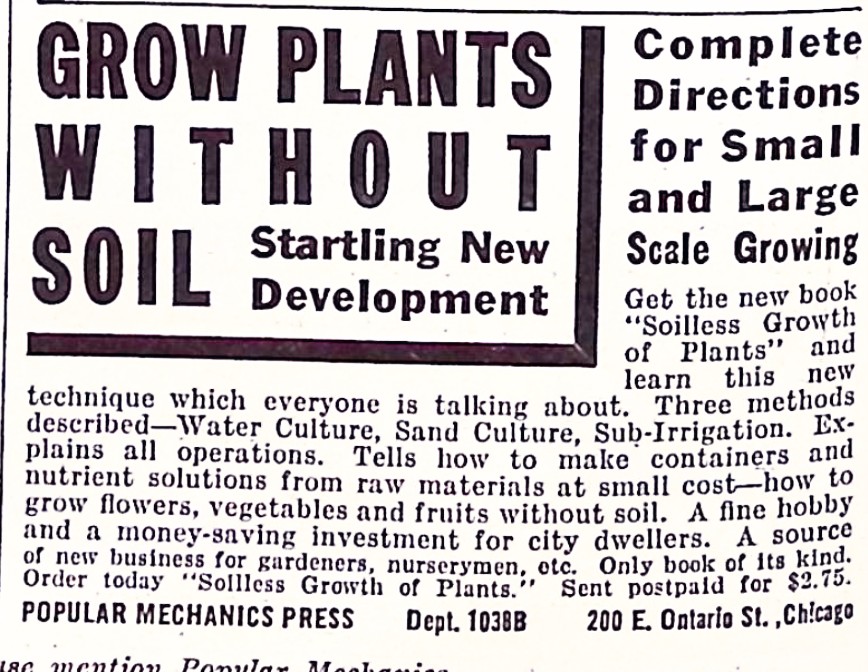 GROW PLANTS
WITHOUT
SOIL
Startling New
Development
Complete
Directions
for Small
and Large
Scale Growing
Get the new book
"Soilless Growth
of Plants" and
learn this new
technique which everyone is talking about. Three methods
described—Water Culture, Sand Culture, Sub-Irrigation. Ex-
plains all operations. Tells how to make containers and
nutrient solutions from raw materials at small cost—how to
grow flowers, vegetables and fruits without soil. A fine hobby
and a money-saving investment for city dwellers. A source
of new business for gardeners, nurserymen, etc. Only book of its kind.
Order today "Soilless Growth of Plants." Sent postpaid for $2.75.
POPULAR MECHANICS PRESS Dept. 1038B 200 E. Ontario St., Chicago
mention Popular Mechanics